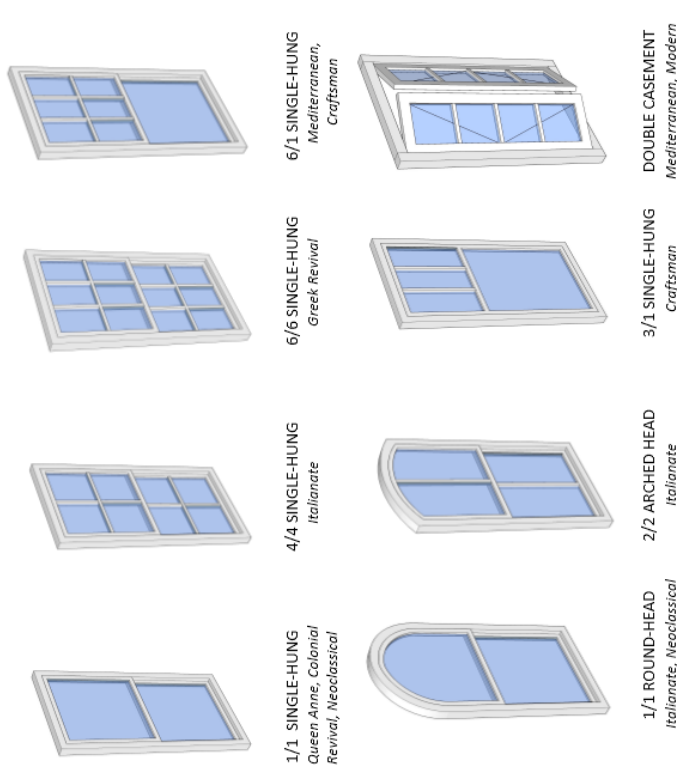 1/1 SINGLE-HUNG
Queen Anne, Colonial
Revival, Neoclassical
4/4 SINGLE-HUNG
Italianate
6/6 SINGLE-HUNG
Greek Revival
6/1 SINGLE-HUNG
Mediterranean,
Craftsman
1/1 ROUND-HEAD
Italianate, Neoclassical
2/2 ARCHED HEAD
Italianate
3/1 SINGLE-HUNG
Craftsman
DOUBLE CASEMENT
Mediterranean, Modern